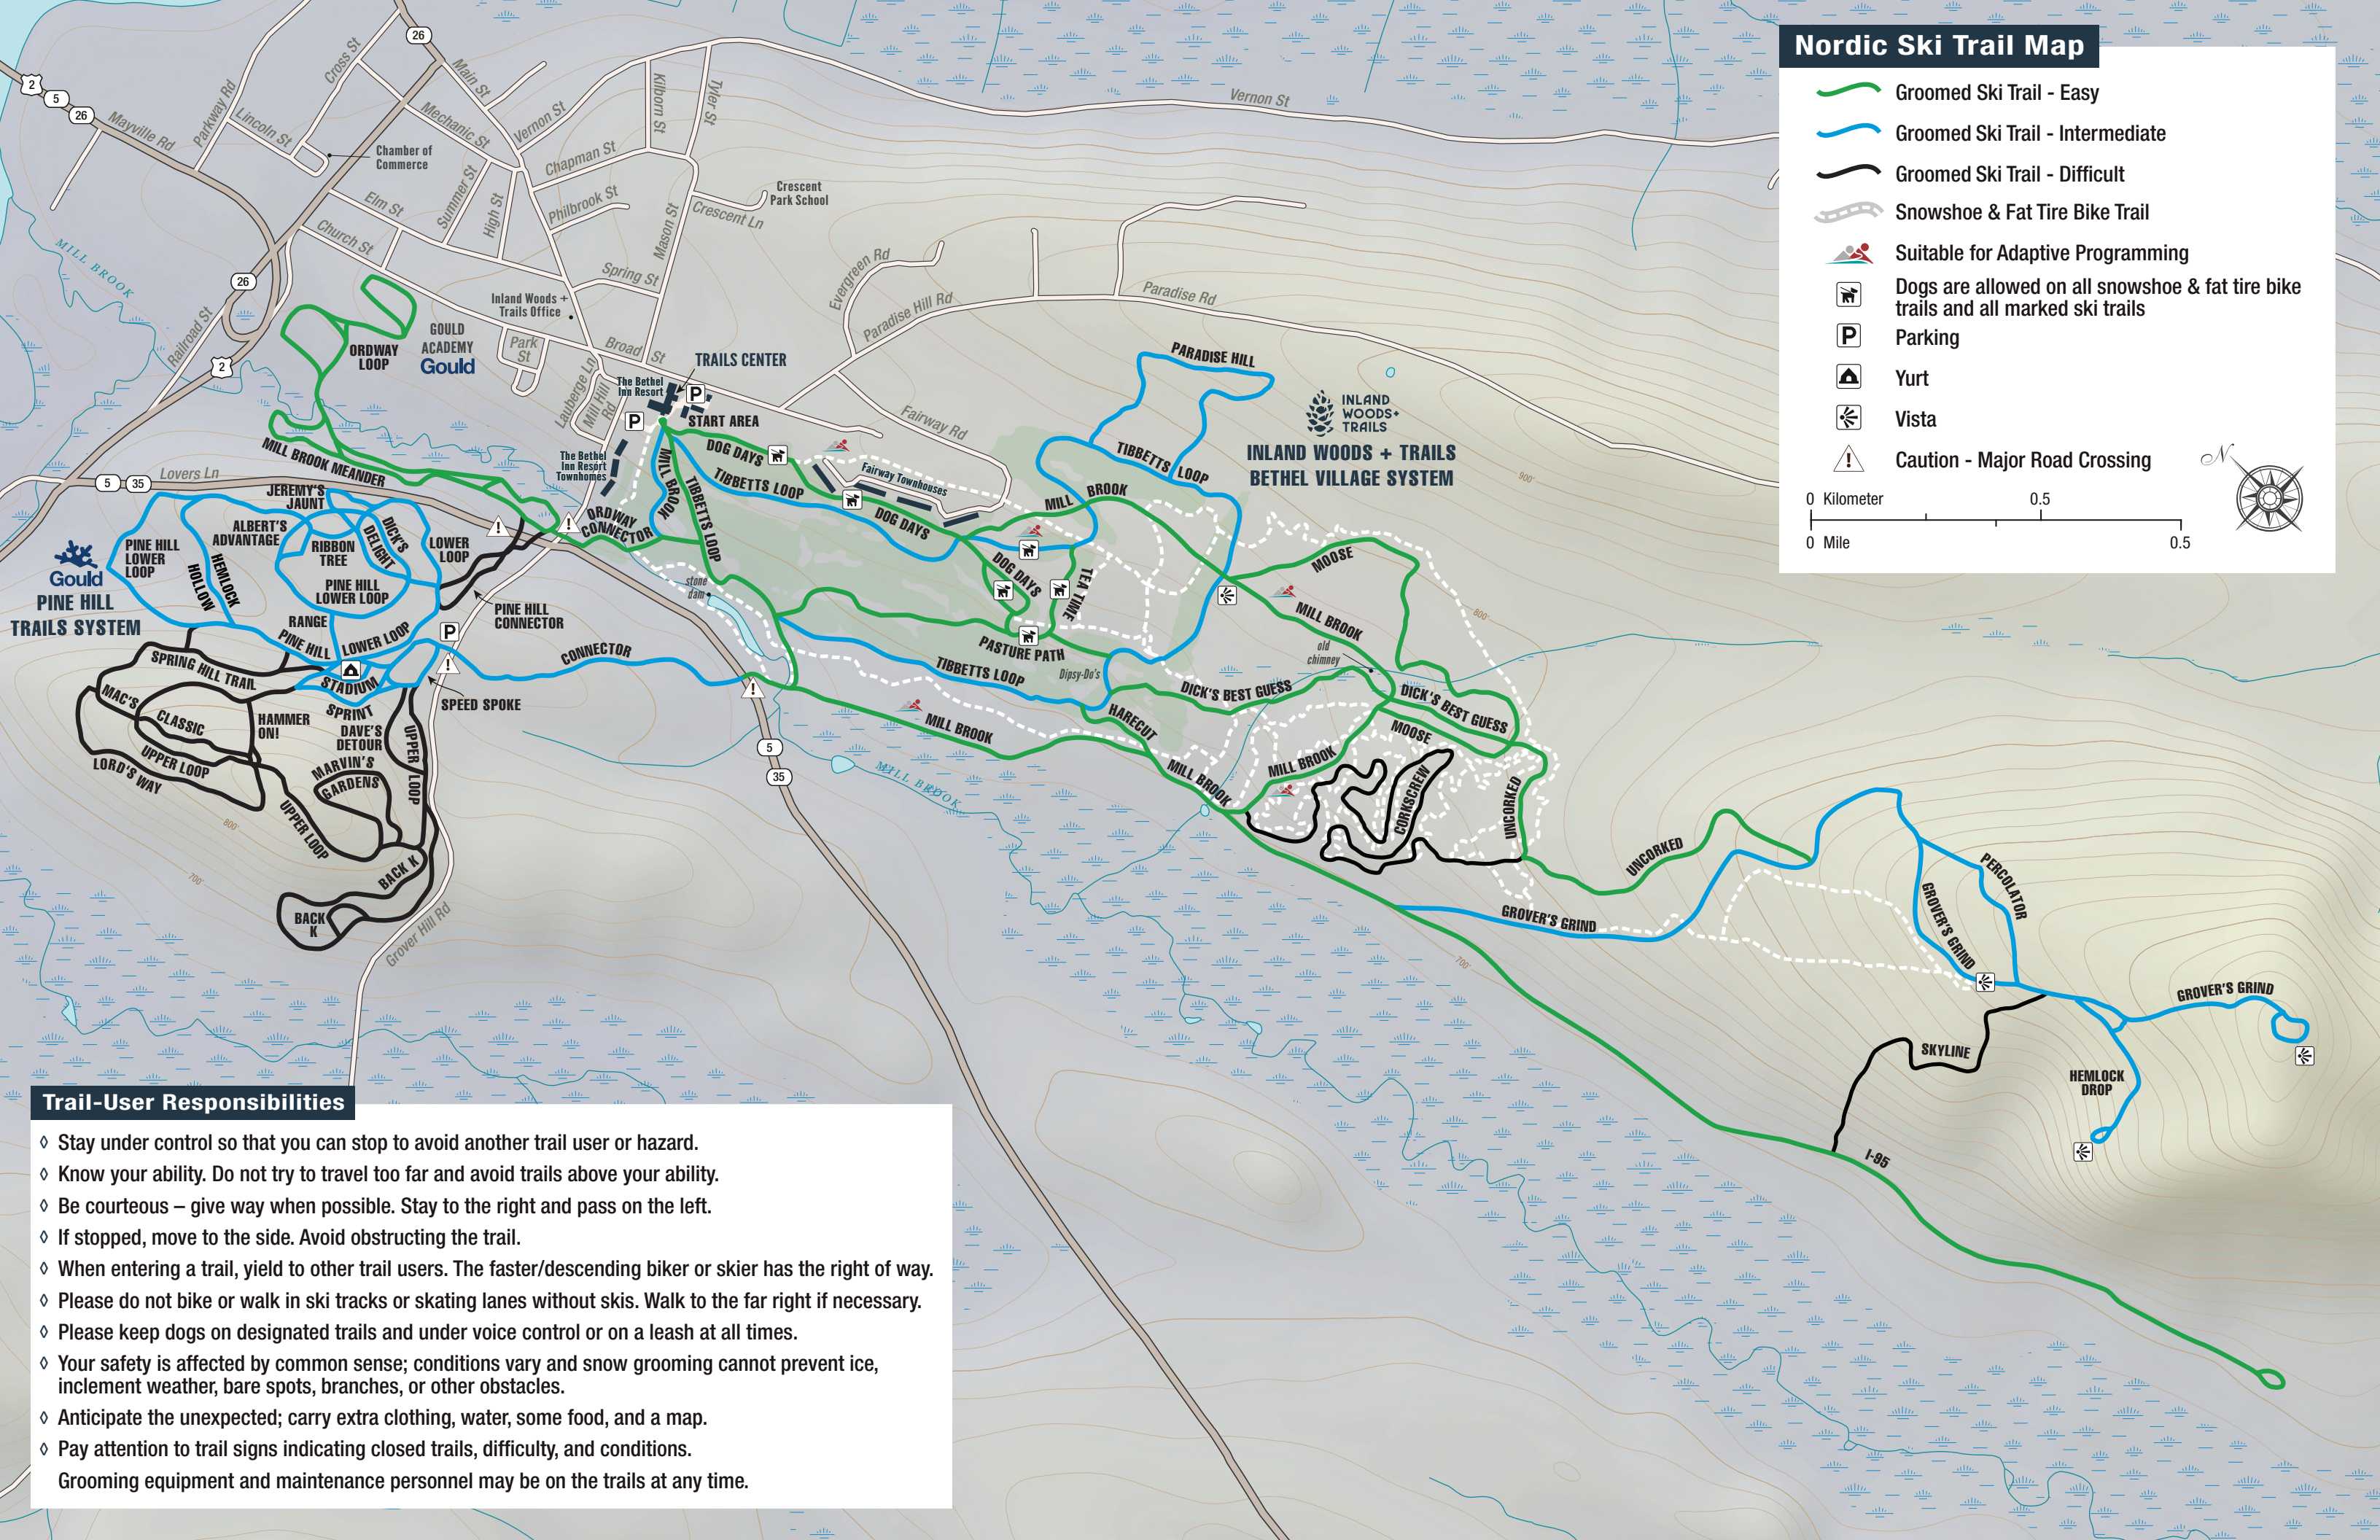 Nordic Ski Trail Map
Groomed Ski Trail - Easy
Groomed Ski Trail - Intermediate
Groomed Ski Trail - Difficult
Snowshoe & Fat Tire Bike Trail
Suitable for Adaptive Programming
Dogs are allowed on all snowshoe & fat tire bike
trails and all marked ski trails
P Parking
Yurt
Vista
! Caution - Major Road Crossing
0 Kilometer 0.5
0 Mile 0.5
N
26
2
5
26
Mayville Rd
Parkway Rd
Cross St
Lincoln St
Main St
Mechanic St
Vernon St
Kilborn St
Tyler St
Vernon St
Chamber of
Commerce
Chapman St
Summer St
High St
Elm St
Church St
Philbrook St
Mason St
Crescent Ln
Crescent
Park School
MILL BROOK
26
Railroad St
2
Spring St
Inland Woods +
Trails Office
Park
St
Broad St
Evergreen Rd
Paradise Hill Rd
Paradise Rd
Fairway Rd
Lauberge Ln
Mill Hill
Rd
GOULD
ACADEMY
Gould
ORDWAY
LOOP
TRAILS CENTER
The Bethel
Inn Resort
P
P
START AREA
The Bethel
Inn Resort
Townhomes
Fairway Townhouses
DOG DAYS
TIBBETTS LOOP
MILL BROOK
TIBBETTS LOOP
DOG DAYS
DOG DAYS
ORDWAY
CONNECTOR
MILL BROOK MEANDER
5
35
Lovers Ln
!
!
PARADISE HILL
TIBBETTS LOOP
MILL BROOK
INLAND
WOODS+
TRAILS
INLAND WOODS + TRAILS
BETHEL VILLAGE SYSTEM
900'
800'
MOOSE
MILL BROOK
old
chimney
TEA TIME
PASTURE PATH
Dipsy-Do's
stone
dam
TIBBETTS LOOP
DICK'S BEST GUESS
DICK'S BEST GUESS
HARECUT
MILL BROOK
MILL BROOK
MILL BROOK
MOOSE
CORKSCREW
UNCORKED
UNCORKED
GROVER'S GRIND
GROVER'S GRIND
PERCOLATOR
GROVER'S GRIND
SKYLINE
HEMLOCK
DROP
I-95
700'
JEREMY'S
JAUNT
ALBERT'S
ADVANTAGE
RIBBON
TREE
DICK'S
DELIGHT
LOWER
LOOP
PINE HILL
LOWER
LOOP
HEMLOCK
HOLLOW
PINE HILL
LOWER LOOP
Gould
PINE HILL
TRAILS SYSTEM
RANGE
PINE HILL LOWER LOOP
PINE HILL
CONNECTOR
P
!
CONNECTOR
!
SPRING HILL TRAIL
STADIUM
SPEED SPOKE
SPRINT
MAC'S
CLASSIC
HAMMER
ON!
DAVE'S
DETOUR
UPPER LOOP
UPPER LOOP
LORD'S WAY
MARVIN'S
GARDENS
UPPER LOOP
BACK K
BACK
K
800'
700'
Grover Hill Rd
5
35
MILL BROOK
Trail-User Responsibilities
◊ Stay under control so that you can stop to avoid another trail user or hazard.
◊ Know your ability. Do not try to travel too far and avoid trails above your ability.
◊ Be courteous – give way when possible. Stay to the right and pass on the left.
◊ If stopped, move to the side. Avoid obstructing the trail.
◊ When entering a trail, yield to other trail users. The faster/descending biker or skier has the right of way.
◊ Please do not bike or walk in ski tracks or skating lanes without skis. Walk to the far right if necessary.
◊ Please keep dogs on designated trails and under voice control or on a leash at all times.
◊ Your safety is affected by common sense; conditions vary and snow grooming cannot prevent ice,
inclement weather, bare spots, branches, or other obstacles.
◊ Anticipate the unexpected; carry extra clothing, water, some food, and a map.
◊ Pay attention to trail signs indicating closed trails, difficulty, and conditions.
Grooming equipment and maintenance personnel may be on the trails at any time.